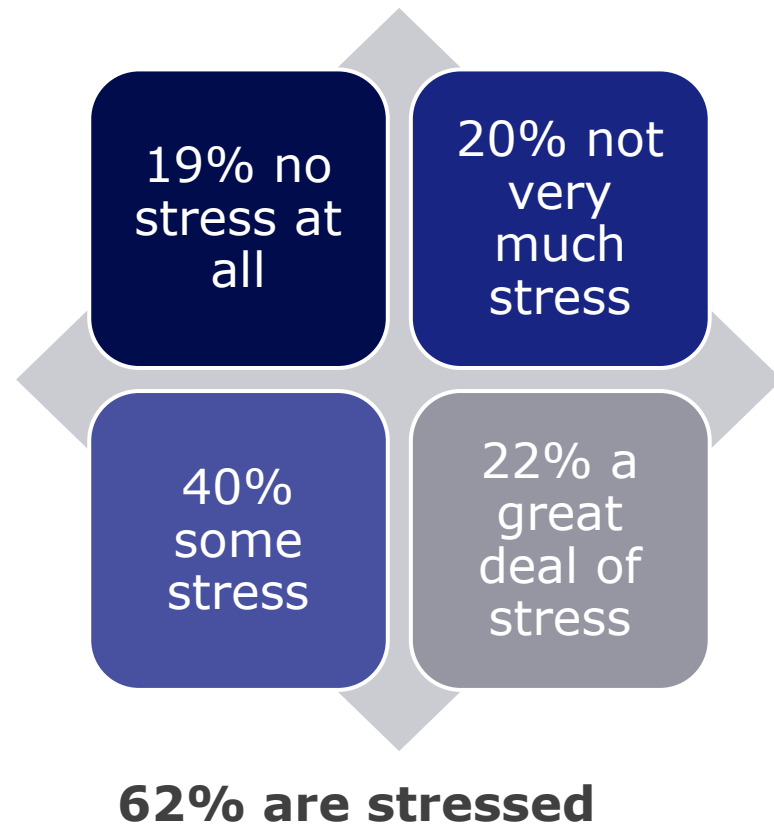 19% no
stress at
all
20% not
very
much
stress
40%
some
stress
22% a
great
deal of
stress
62% are stressed